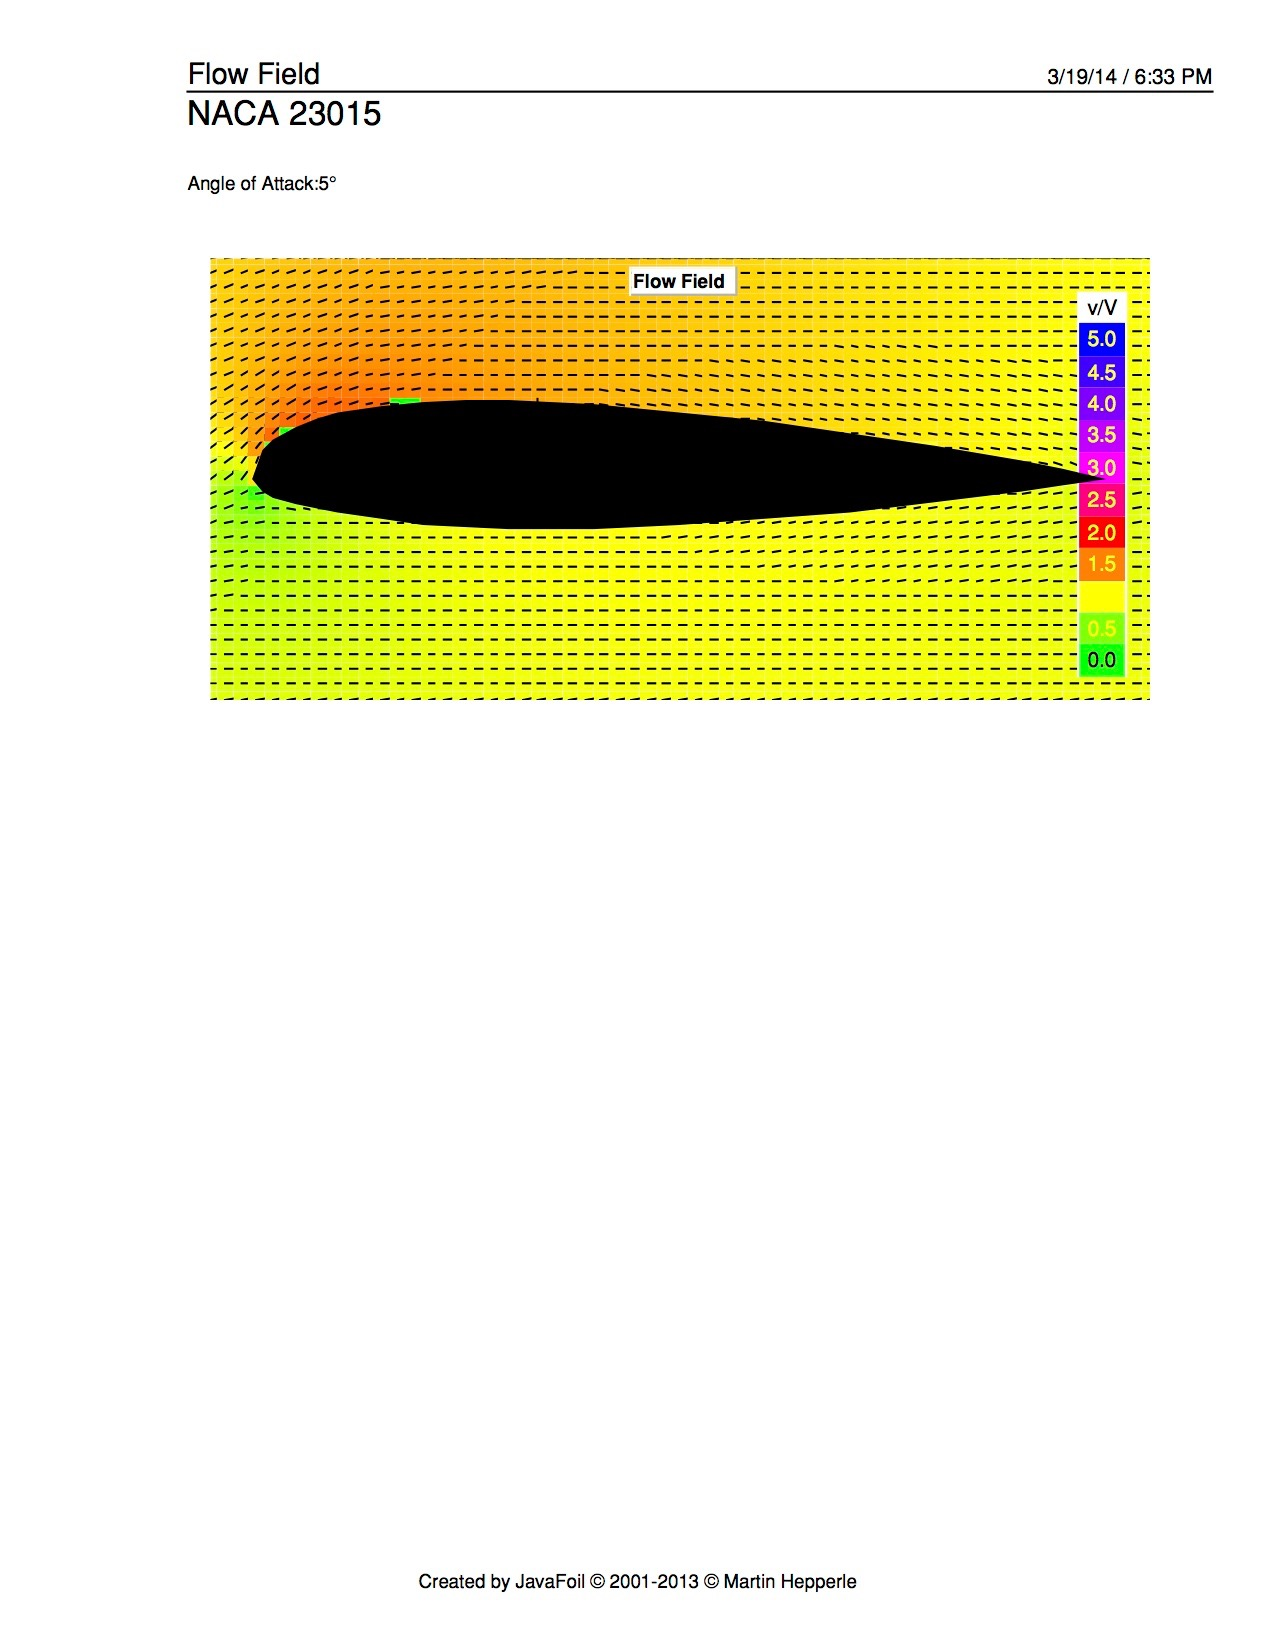 Flow Field 3/19/14 / 6:33 PM
NACA 23015
Angle of Attack:5°
Flow Field
v/V
5.0
4.5
4.0
3.5
3.0
2.5
2.0
1.5
0.5
0.0
Created by JavaFoil © 2001-2013 © Martin Hepperle